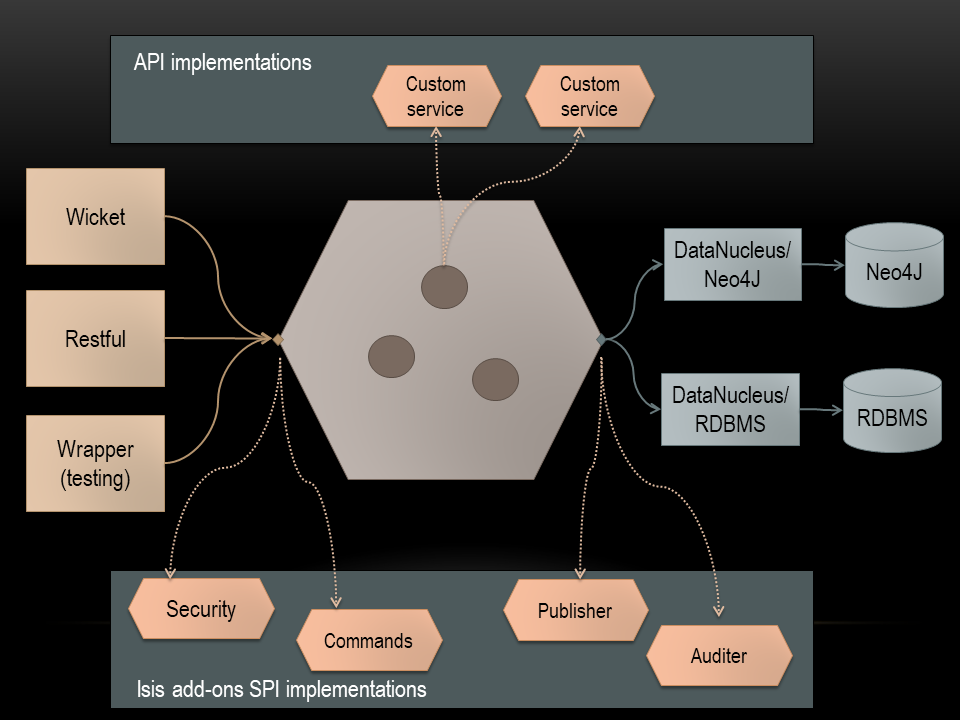 API implementations
Custom
service
Custom
service
Wicket
Restful
Wrapper
(testing)
DataNucleus/
Neo4J
Neo4J
DataNucleus/
RDBMS
RDBMS
Security
Commands
Publisher
Auditer
Isis add-ons SPI implementations